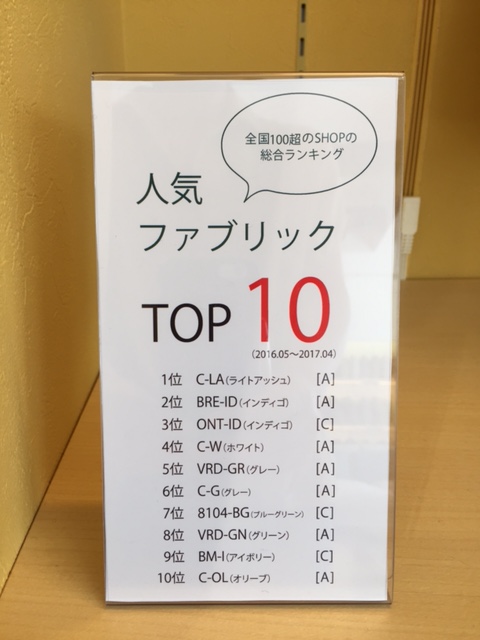 全国100超のSHOPの
総合ランキング
人気
ファブリック
TOP 10
(2016.05〜2017.04)
1位 C-LA(ライトアッシュ) [A]
2位 BRE-ID(インディゴ) [A]
3位 ONT-ID(インディゴ) [C]
4位 C-W(ホワイト) [A]
5位 VRD-GR(グレー) [A]
6位 C-G(グレー) [A]
7位 8104-BG(ブルーグリーン) [C]
8位 VRD-GN(グリーン) [A]
9位 BM-I(アイボリー) [C]
10位 C-OL(オリーブ) [A]